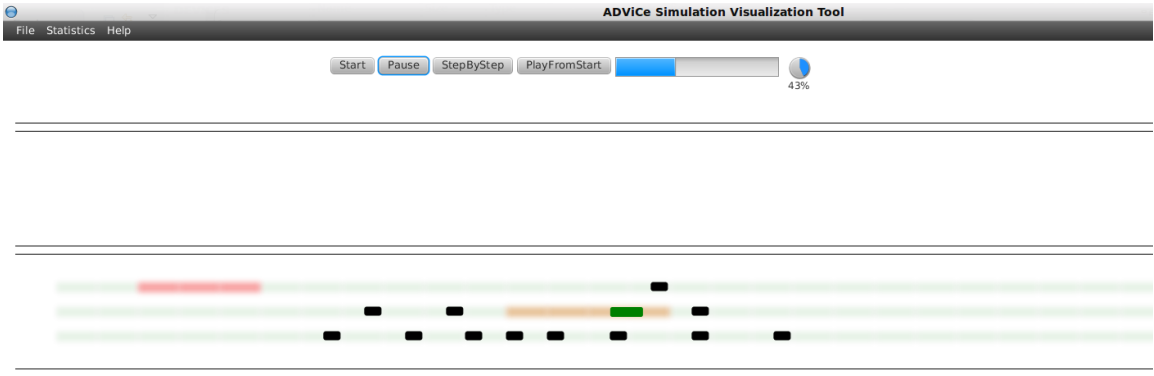 ADViCe Simulation Visualization Tool
File Statistics Help
Start Pause StepByStep PlayFromStart
43%